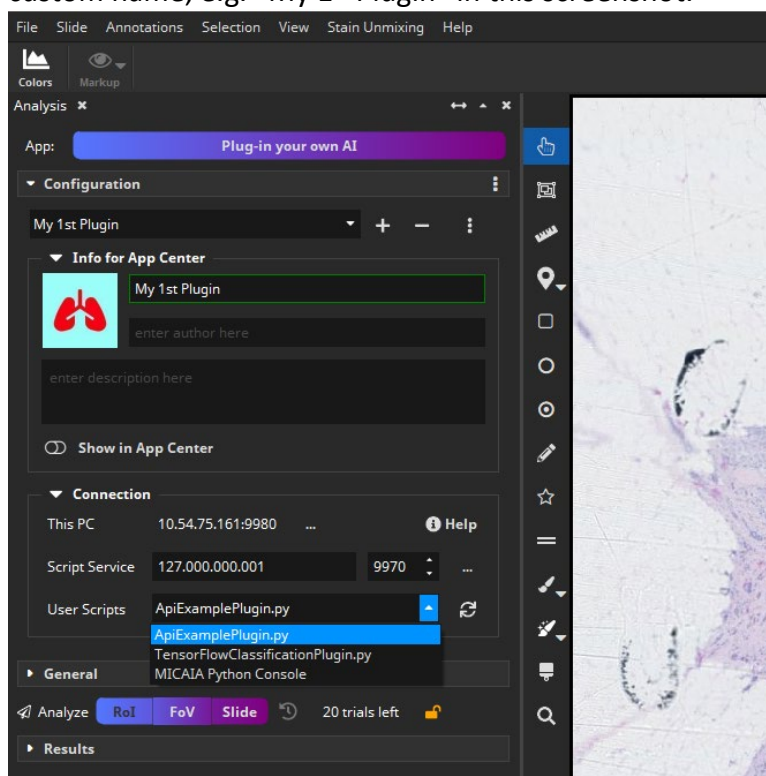 custom name, e.g. "My 1st Plugin" in this screenshot.
File Slide Annotations Selection View Stain Unmixing Help
Colors Markup
Analysis
App: Plug-in your own AI
Configuration
My 1st Plugin
Info for App Center
My 1st Plugin
enter author here
enter description here
Show in App Center
Connection
This PC 10.54.75.161:9980 ... Help
Script Service 127.000.000.001 9970 ...
User Scripts ApiExamplePlugin.py
ApiExamplePlugin.py
TensorFlowClassificationPlugin.py
General MICAIA Python Console
Analyze RoI FoV Slide 20 trials left
Results